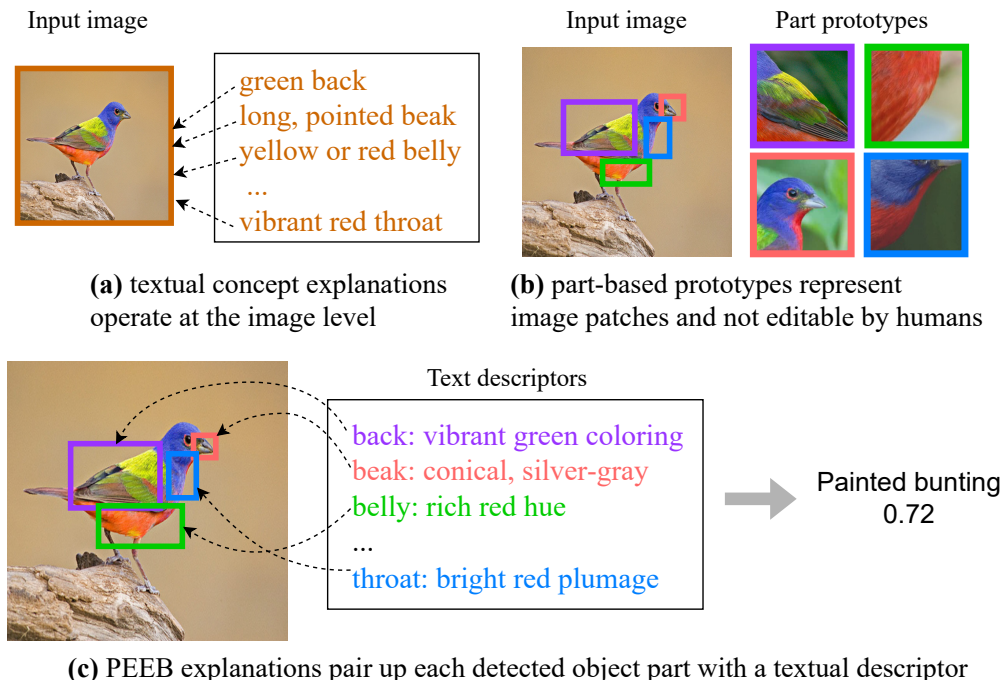 Input image
green back
long, pointed beak
yellow or red belly
...
vibrant red throat
(a) textual concept explanations
operate at the image level
Input image
Part prototypes
(b) part-based prototypes represent
image patches and not editable by humans
Text descriptors
back: vibrant green coloring
beak: conical, silver-gray
belly: rich red hue
...
throat: bright red plumage
Painted bunting
0.72
(c) PEEB explanations pair up each detected object part with a textual descriptor